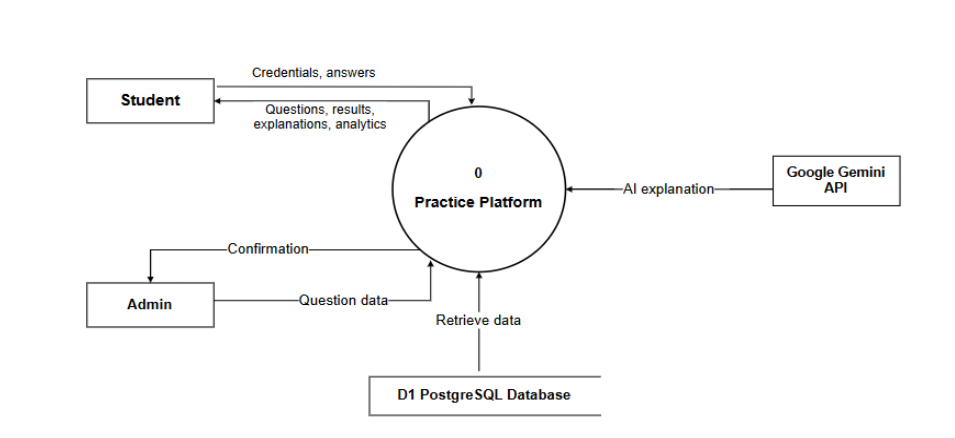 Credentials, answers
Student
Questions, results,
explanations, analytics
0
Practice Platform
AI explanation
Google Gemini
API
Confirmation
Admin
Question data
Retrieve data
D1 PostgreSQL Database